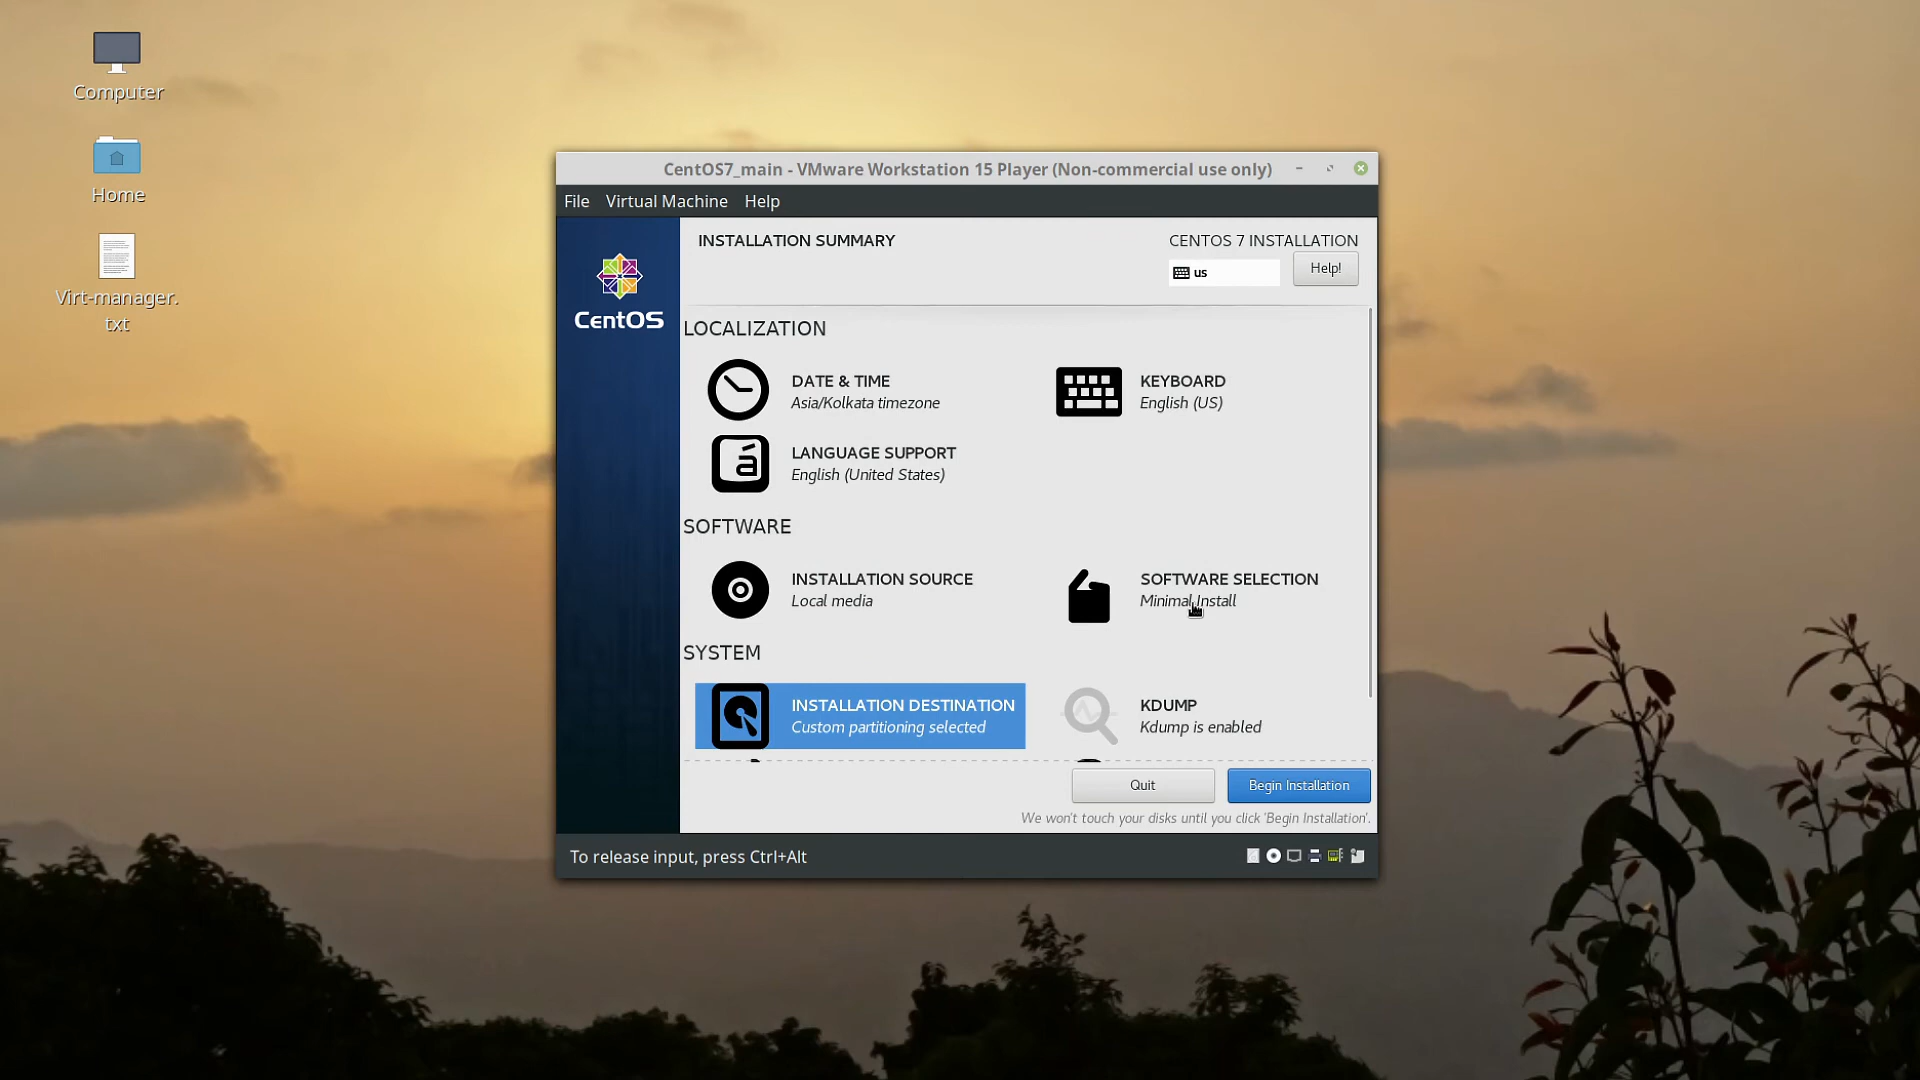 Computer
Home
Virt-manager.
txt
CentOS7_main - VMware Workstation 15 Player (Non-commercial use only)
File Virtual Machine Help
CentOS
INSTALLATION SUMMARY
CENTOS 7 INSTALLATION
us
Help!
LOCALIZATION
DATE & TIME
Asia/Kolkata timezone
KEYBOARD
English (US)
á
LANGUAGE SUPPORT
English (United States)
SOFTWARE
INSTALLATION SOURCE
Local media
SOFTWARE SELECTION
Minimal Install
SYSTEM
INSTALLATION DESTINATION
Custom partitioning selected
KDUMP
Kdump is enabled
Quit
Begin Installation
We won't touch your disks until you click 'Begin Installation'.
To release input, press Ctrl+Alt